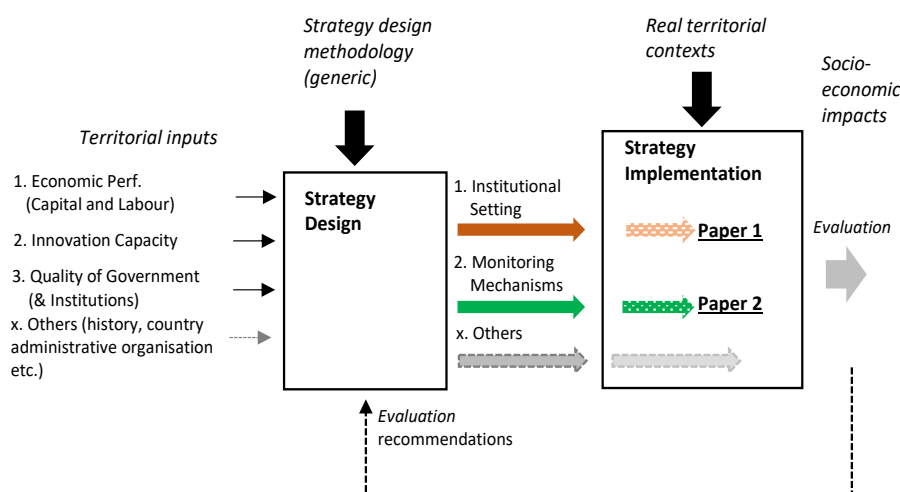 Strategy design
methodology
(generic)
Real territorial
contexts
Socio-
economic
impacts
Territorial inputs
1. Economic Perf.
(Capital and Labour)
2. Innovation Capacity
3. Quality of Government
(& Institutions)
x. Others (history, country
administrative organisation
etc.)
Strategy
Design
1. Institutional
Setting
2. Monitoring
Mechanisms
x. Others
Strategy
Implementation
Paper 1
Paper 2
Evaluation
Evaluation
recommendations